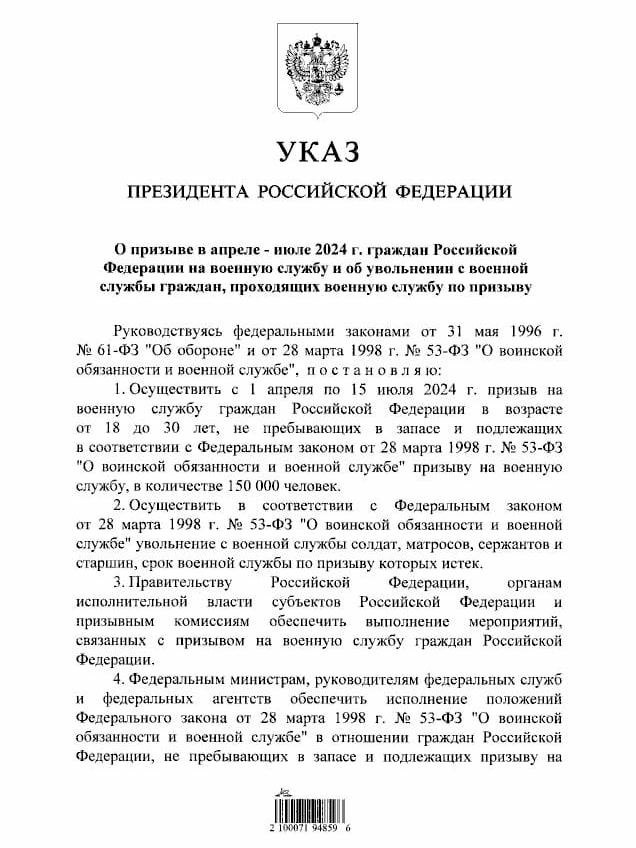 УКАЗ
ПРЕЗИДЕНТА РОССИЙСКОЙ ФЕДЕРАЦИИ
О призыве в апреле - июле 2024 г. граждан Российской
Федерации на военную службу и об увольнении с военной
службы граждан, проходящих военную службу по призыву
Руководствуясь федеральными законами от 31 мая 1996 г.
№ 61-ФЗ "Об обороне" и от 28 марта 1998 г. № 53-ФЗ "О воинской
обязанности и военной службе", п о с т а н о в л я ю:
1. Осуществить с 1 апреля по 15 июля 2024 г. призыв на
военную службу граждан Российской Федерации в возрасте
от 18 до 30 лет, не пребывающих в запасе и подлежащих
в соответствии с Федеральным законом от 28 марта 1998 г. № 53-ФЗ
"О воинской обязанности и военной службе" призыву на военную
службу, в количестве 150 000 человек.
2. Осуществить в соответствии с Федеральным законом
от 28 марта 1998 г. № 53-ФЗ "О воинской обязанности и военной
службе" увольнение с военной службы солдат, матросов, сержантов и
старшин, срок военной службы по призыву которых истек.
3. Правительству Российской Федерации, органам
исполнительной власти субъектов Российской Федерации и
призывным комиссиям обеспечить выполнение мероприятий,
связанных с призывом на военную службу граждан Российской
Федерации.
4. Федеральным министрам, руководителям федеральных служб
и федеральных агентств обеспечить исполнение положений
Федерального закона от 28 марта 1998 г. № 53-ФЗ "О воинской
обязанности и военной службе" в отношении граждан Российской
Федерации, не пребывающих в запасе и подлежащих призыву на
2 100071 94859 6